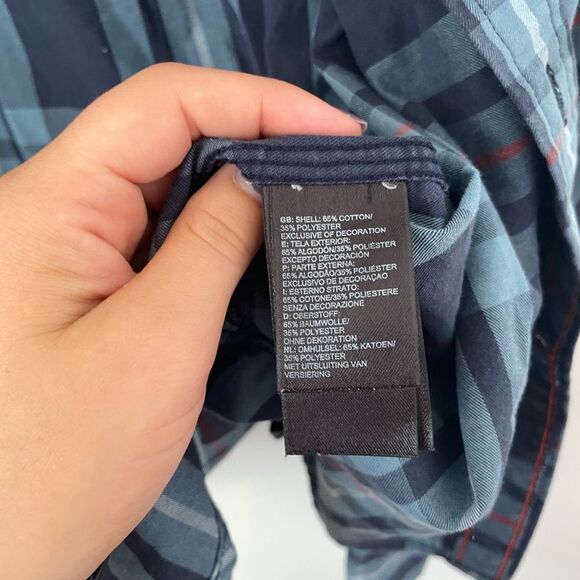 GB: SHELL: 65% COTTON/
35% POLYESTER
EXCLUSIVE OF DECORATION
E: TELA EXTERIOR:
65% ALGODÓN/35% POLIÉSTER
EXCEPTO DECORACIÓN
P: PARTE EXTERNA:
65% ALGODÃO/35% POLIÉSTER
EXCLUSIVO DE DECORAÇAO
I: ESTERNO STRATO:
65% COTONE/35% POLIESTERE
SENZA DECORAZIONE
D: OBERSTOFF:
65% BAUMWOLLE/
35% POLYESTER
OHNE DEKORATION
NL: OMHULSEL: 65% KATOEN/
35% POLYESTER
MET UITSLUITING VAN
VERSIERING